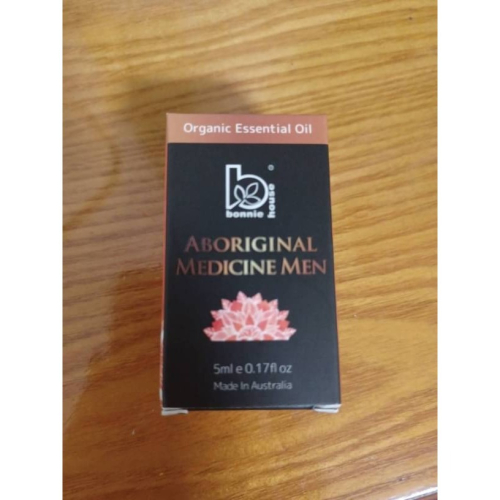 Organic Essential Oil
bonnie
house
ABORIGINAL
MEDICINE MEN
5ml e 0.17fl oz
Made In Australia